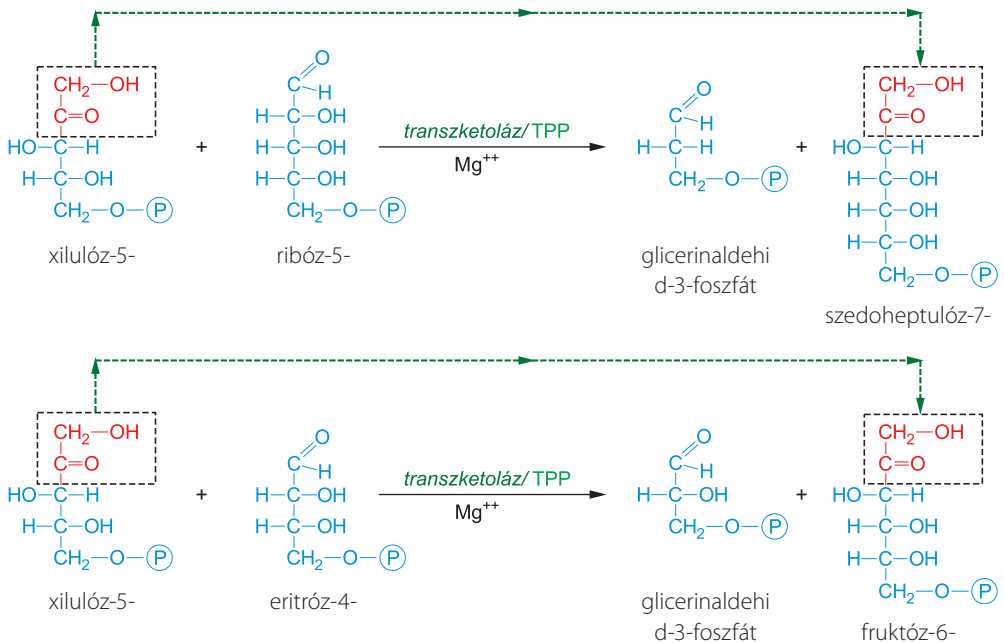 CH₂–OH
C=O
HO–C–H
H–C–OH
CH₂–O–P
xilulóz-5-
+
O
C
H
H–C–OH
H–C–OH
H–C–OH
CH₂–O–P
ribóz-5-
transzketoláz/TPP
Mg⁺⁺
O
C
H
H–C–H
CH₂–O–P
glicerinaldehi
d-3-foszfát
+
CH₂–OH
C=O
HO–C–H
H–C–OH
H–C–OH
H–C–OH
CH₂–O–P
szedoheptulóz-7-
CH₂–OH
C=O
HO–C–H
H–C–OH
CH₂–O–P
xilulóz-5-
+
O
C
H
H–C–OH
H–C–OH
CH₂–O–P
eritróz-4-
transzketoláz/TPP
Mg⁺⁺
O
C
H
H–C–OH
CH₂–O–P
glicerinaldehi
d-3-foszfát
+
CH₂–OH
C=O
HO–C–H
H–C–OH
H–C–OH
CH₂–O–P
fruktóz-6-